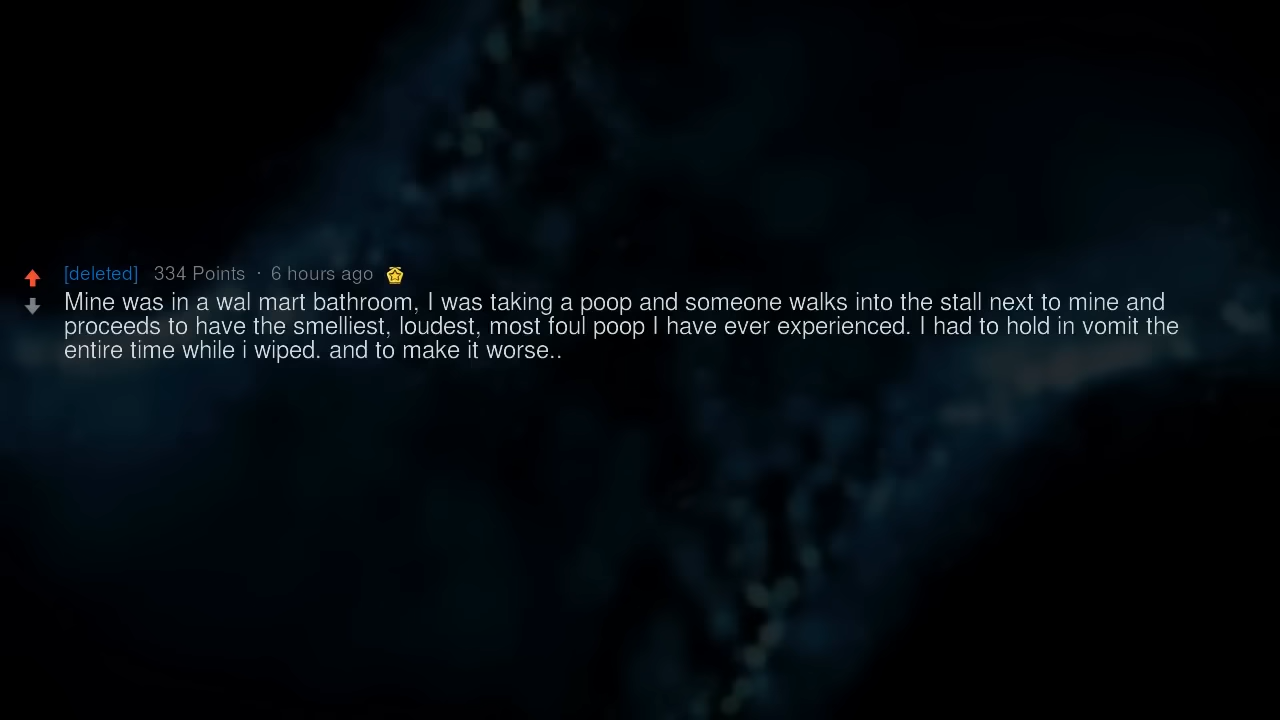 [deleted] 334 Points · 6 hours ago
Mine was in a wal mart bathroom, I was taking a poop and someone walks into the stall next to mine and
proceeds to have the smelliest, loudest, most foul poop I have ever experienced. I had to hold in vomit the
entire time while i wiped. and to make it worse..